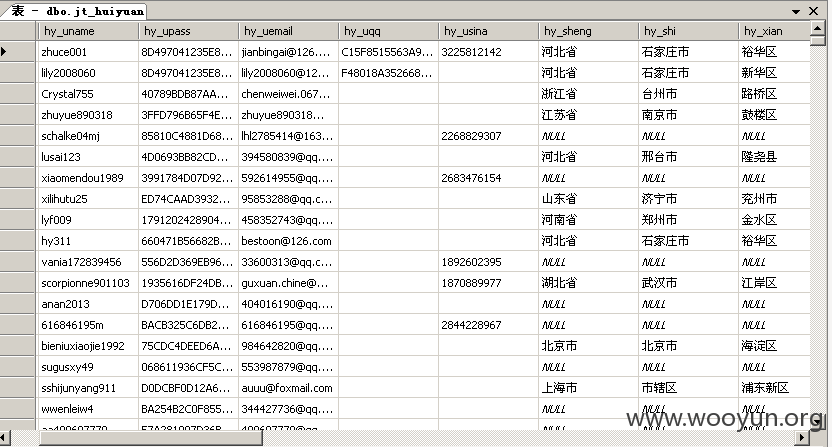 表 - dbo.jt_huiyuan
hy_uname hy_upass hy_uemail hy_uqq hy_usina hy_sheng hy_shi hy_xian
zhuce001 8D497041235E8... jianbingai@126.... C15F8515563A9... 3225812142 河北省 石家庄市 裕华区
lily2008060 8D497041235E8... lily2008060@12... F48018A352668... 河北省 石家庄市 新华区
Crystal755 40789BDB87AA... chenweiwei.067... 浙江省 台州市 路桥区
zhuyue890318 3FFD796B65F4E... zhuyue890318... 江苏省 南京市 鼓楼区
schalke04mj 85810C4881D68... lhl2785414@163... 2268829307 NULL NULL NULL
lusai123 4D0693BB82CD... 394580839@qq.... 河北省 邢台市 隆尧县
xiaomendou1989 3991784D07D92... 592614955@qq.... 2683476154 NULL NULL NULL
xilihutu25 ED74CAAD3932... 95853288@qq.c... 山东省 济宁市 兖州市
lyf009 1791202428904... 458352743@qq.... 河南省 郑州市 金水区
hy311 660471B56682B... bestoon@126.com 河北省 石家庄市 裕华区
vania172839456 556D2D369EB96... 33600313@qq.c... 1892602395 NULL NULL NULL
scorpionne901103 1935616DF24DB... guxuan.chine@... 1870889977 湖北省 武汉市 江岸区
anan2013 D706DD1E179D... 404016190@qq.... NULL NULL NULL
616846195m BACB325C6DB2... 616846195@qq.... 2844228967 NULL NULL NULL
bieniuxiaojie1992 75CDC4DEED6A... 984642820@qq.... 北京市 北京市 海淀区
sugusxy49 068611936CF5C... 553987879@qq.... NULL NULL NULL
sshijunyang911 D0DCBF0D12A6... auuu@foxmail.com 上海市 市辖区 浦东新区
wwenleiw4 BA254B2C0F855... 344427736@qq.... NULL NULL
www.wooyun.org